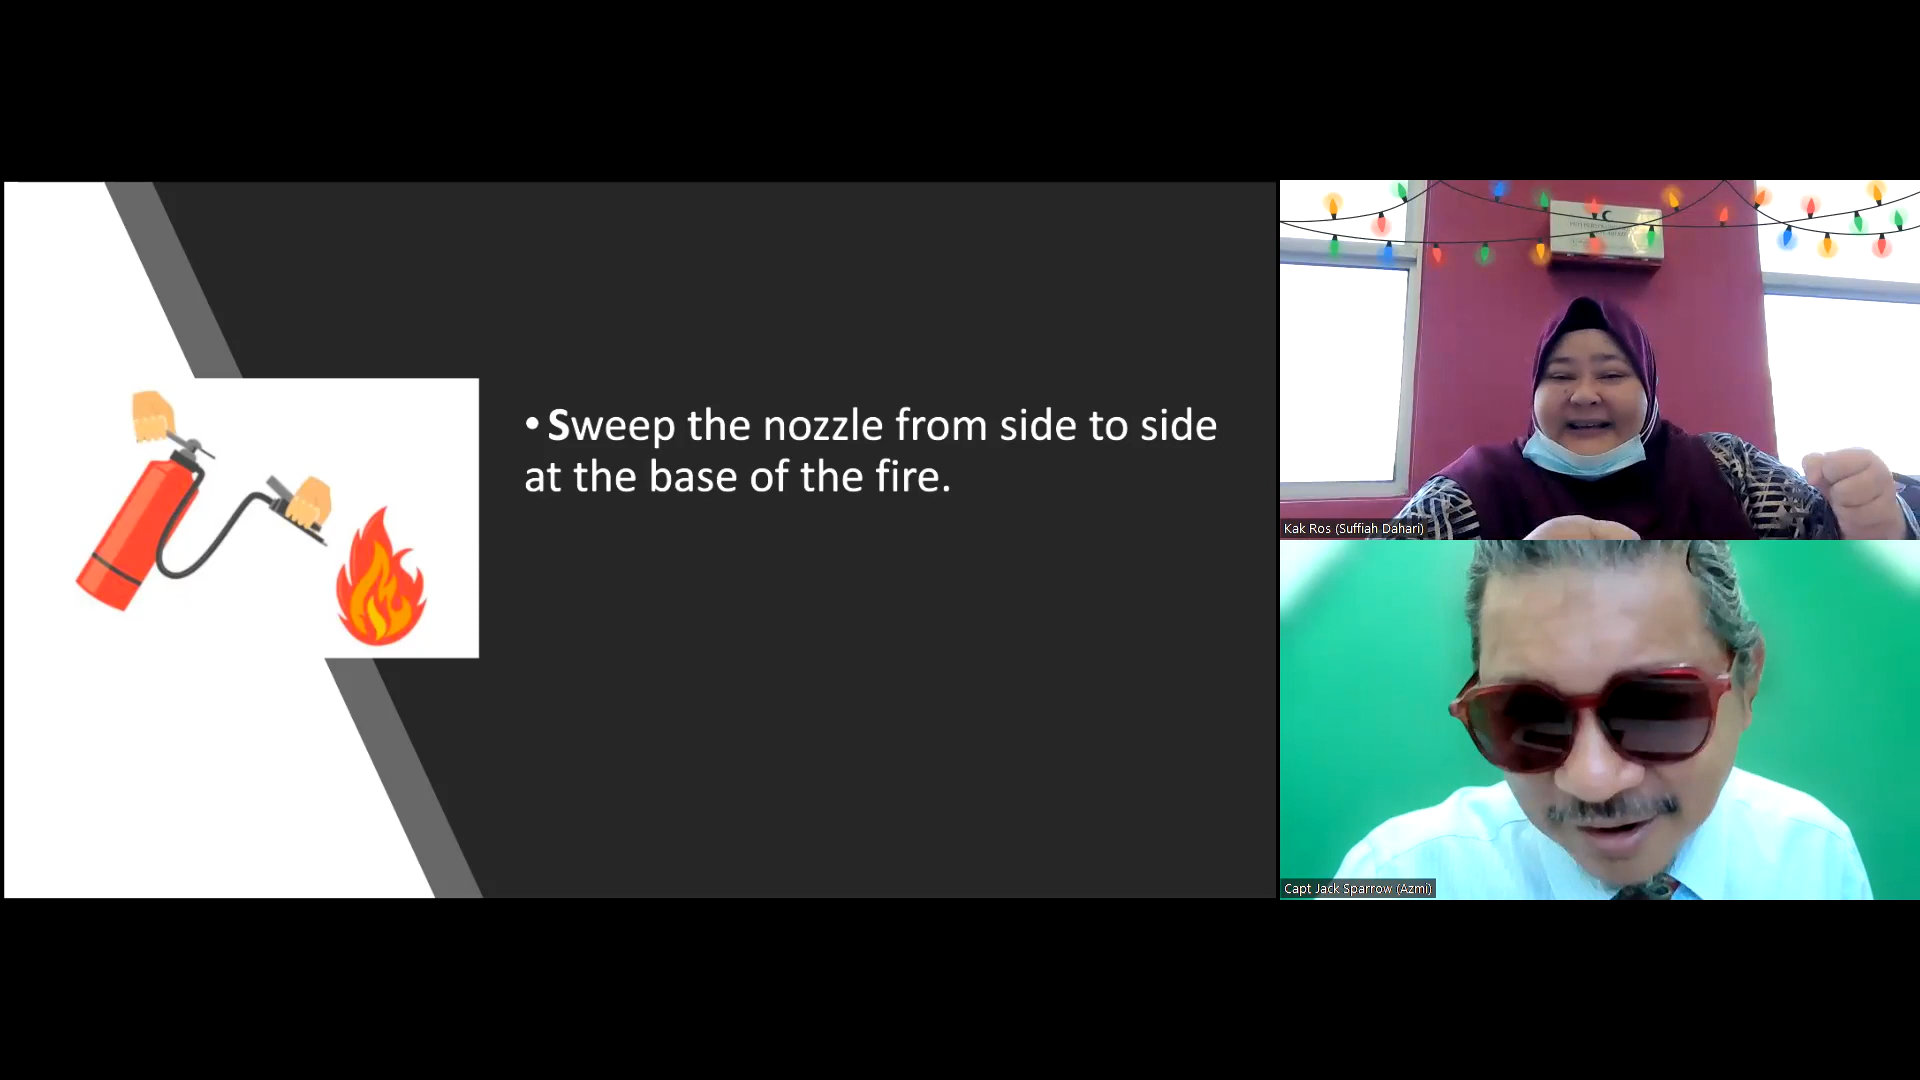 • Sweep the nozzle from side to side
at the base of the fire.
Kak Ros (Suffiah Dahari)
Capt Jack Sparrow (Azmi)